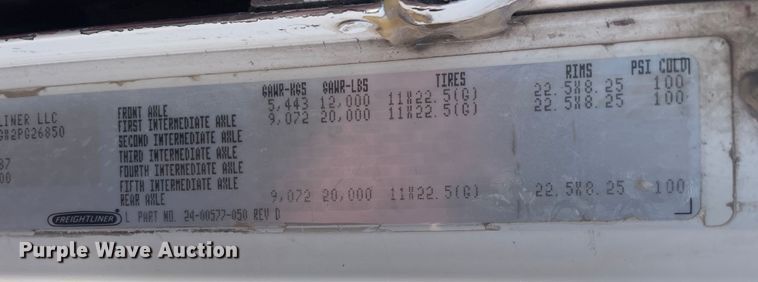 GAWR-KGS GAWR-LBS TIRES RIMS PSI COLD
LINER LLC FRONT AXLE 5,443 12,000 11X22.5(G) 22.5X8.25 100
2PG26850 FIRST INTERMEDIATE AXLE 9,072 20,000 11X22.5(G) 22.5X8.25 100
SECOND INTERMEDIATE AXLE
THIRD INTERMEDIATE AXLE
87 FOURTH INTERMEDIATE AXLE
00 FIFTH INTERMEDIATE AXLE
REAR AXLE 9,072 20,000 11X22.5(G) 22.5X8.25 100
FREIGHTLINER L PART NO. 24-00577-050 REV D
Purple Wave Auction